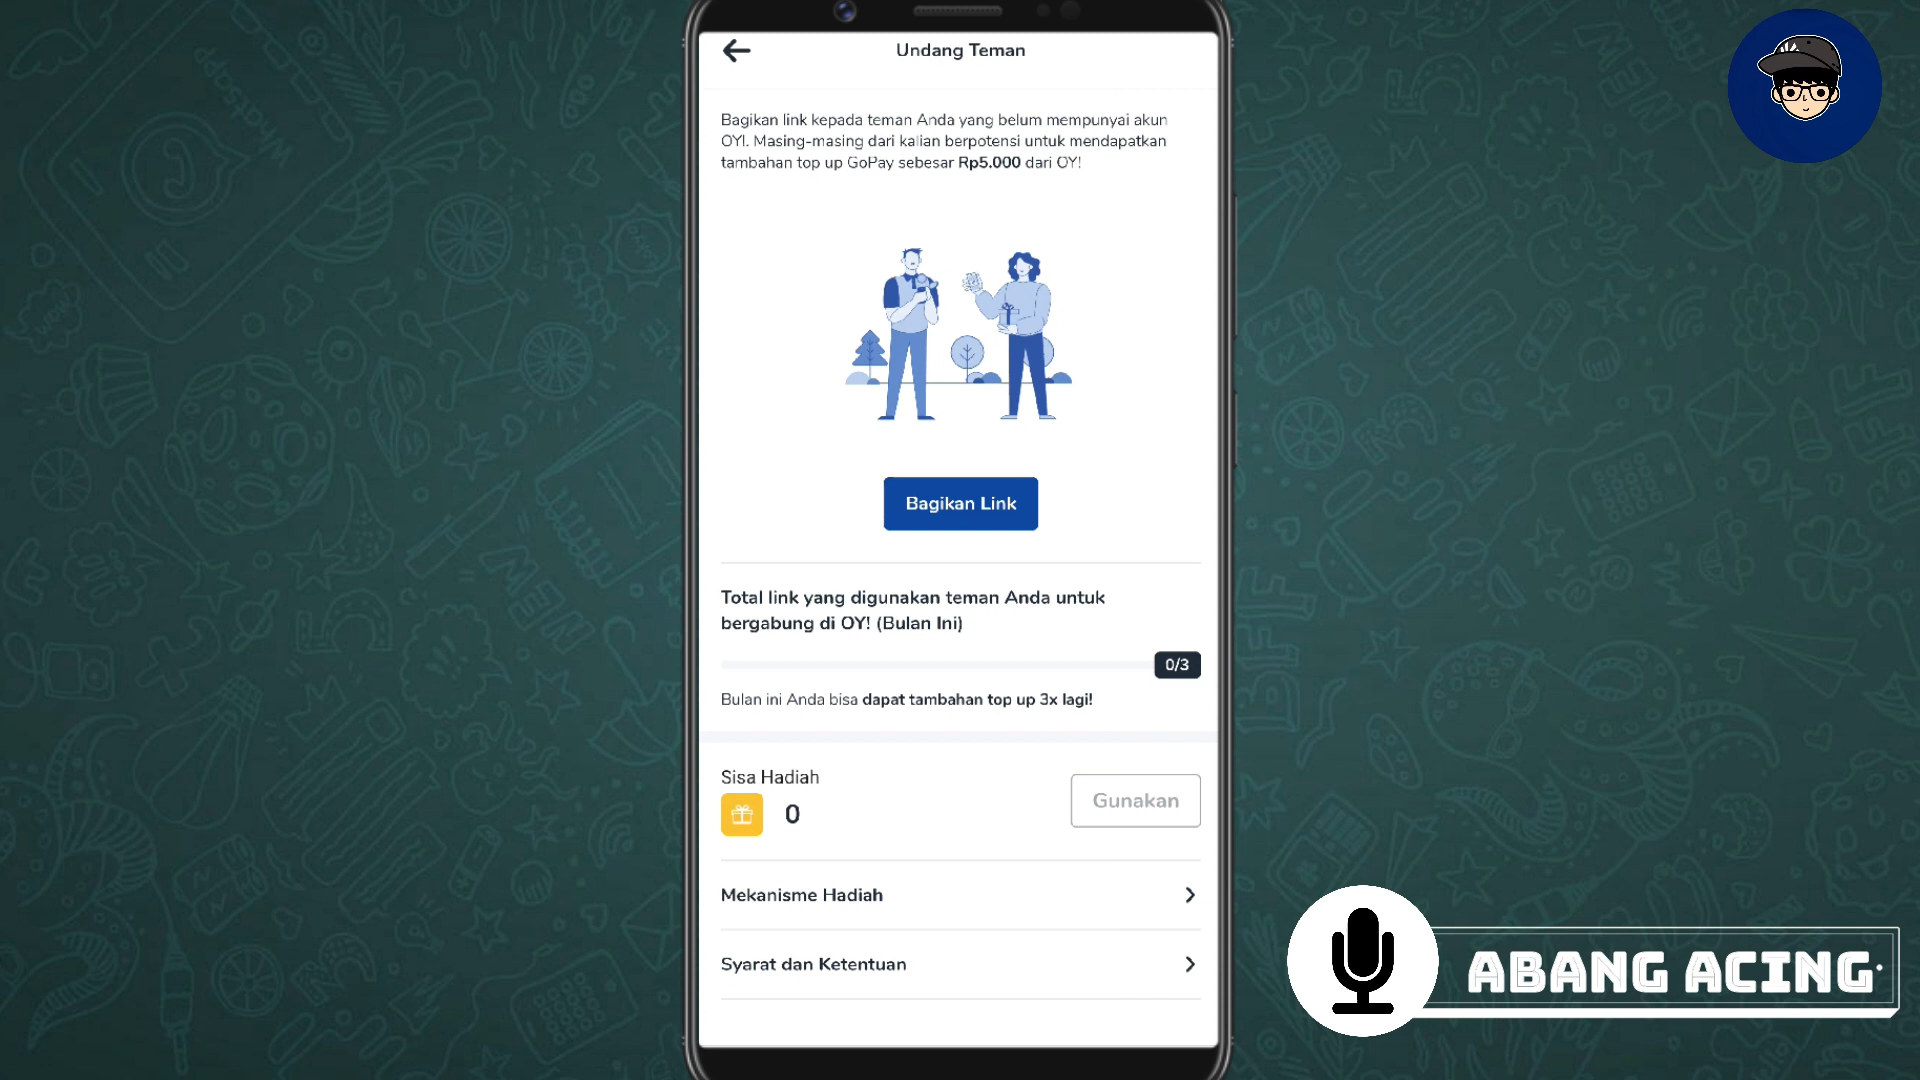 Undang Teman
Bagikan link kepada teman Anda yang belum mempunyai akun
OY!. Masing-masing dari kalian berpotensi untuk mendapatkan
tambahan top up GoPay sebesar Rp5.000 dari OY!
Bagikan Link
Total link yang digunakan teman Anda untuk
bergabung di OY! (Bulan Ini)
0/3
Bulan ini Anda bisa dapat tambahan top up 3x lagi!
Sisa Hadiah
0
Gunakan
Mekanisme Hadiah
Syarat dan Ketentuan
ABANG ACING